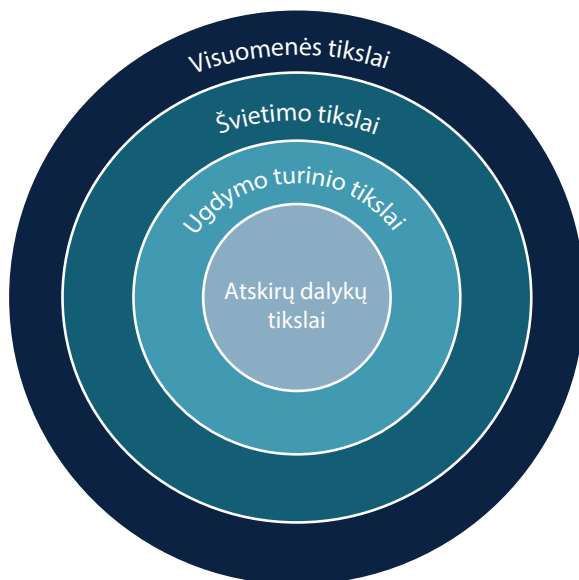 Visuomenės tikslai
Švietimo tikslai
Ugdymo turinio tikslai
Atskirų dalykų
tikslai